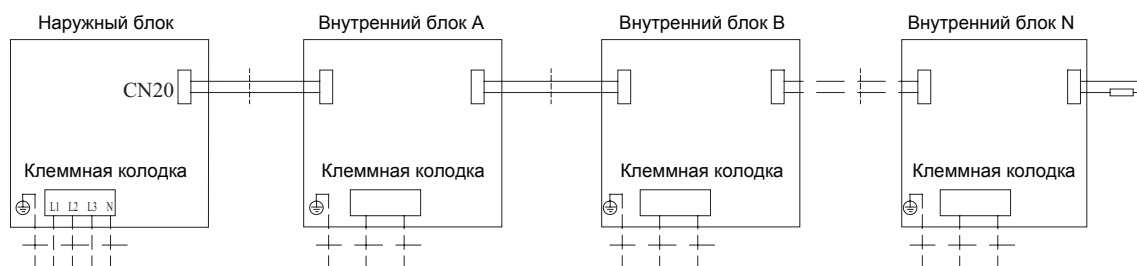 Наружный блок
Внутренний блок A
Внутренний блок B
Внутренний блок N
CN20
Клеммная колодка
Клеммная колодка
Клеммная колодка
Клеммная колодка
L1 L2 L3 N